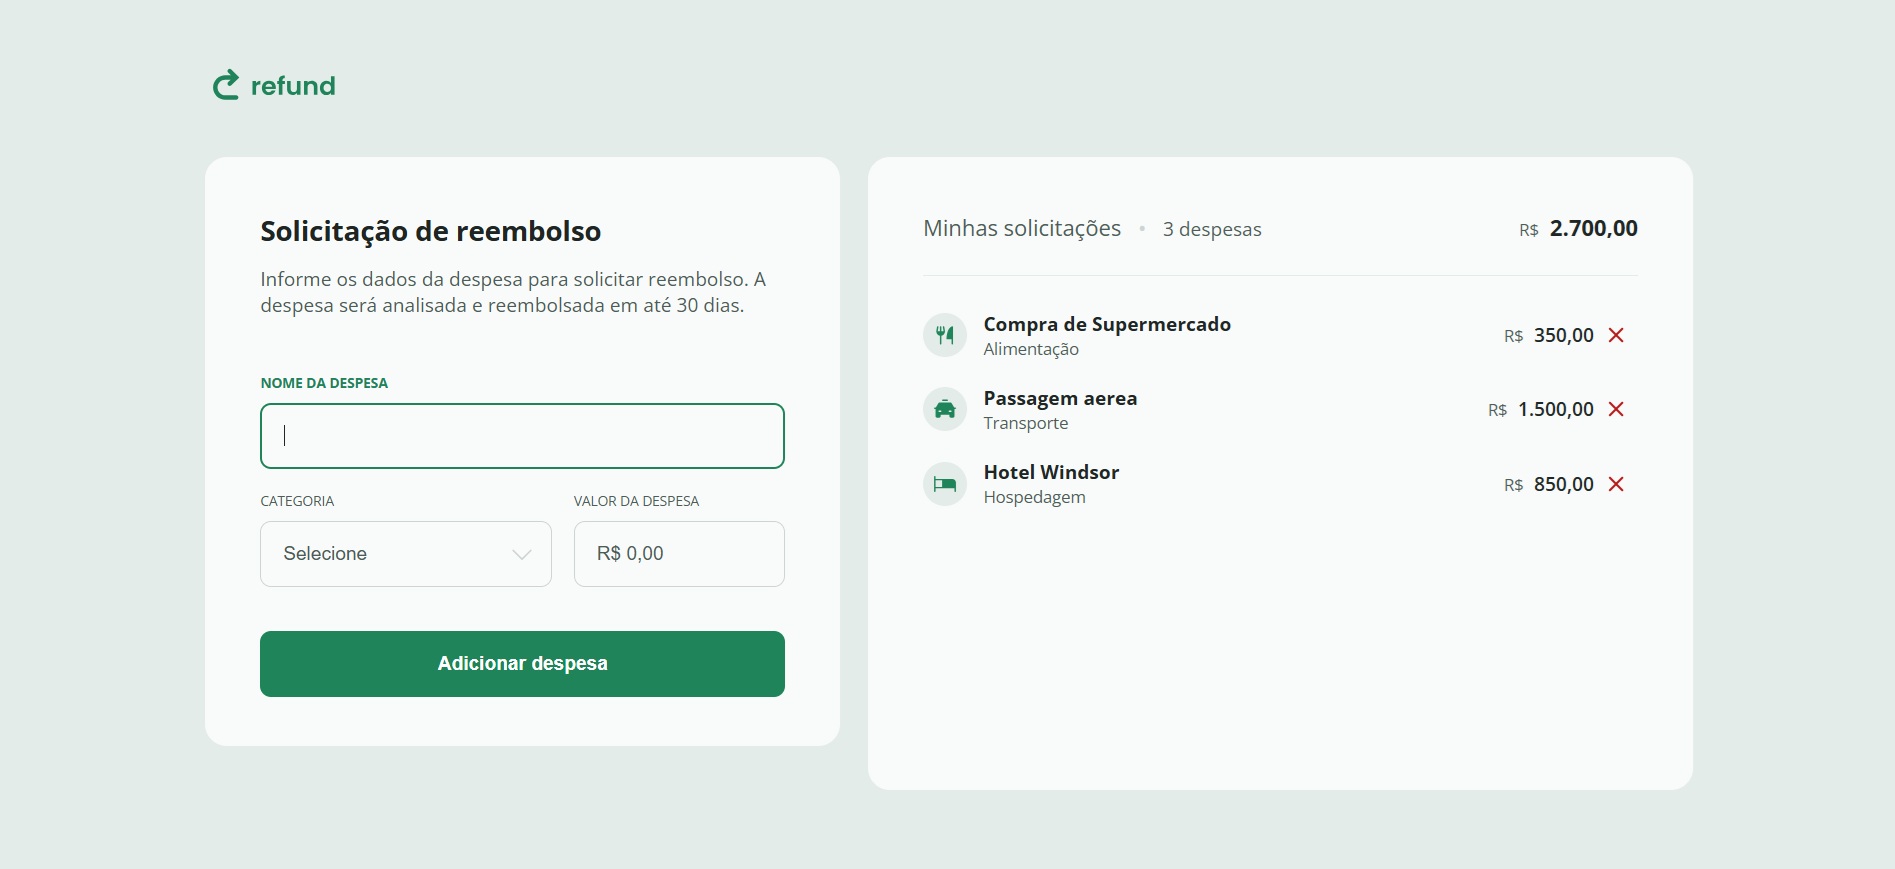 refund
Solicitação de reembolso
Informe os dados da despesa para solicitar reembolso. A
despesa será analisada e reembolsada em até 30 dias.
NOME DA DESPESA
CATEGORIA VALOR DA DESPESA
Selecione R$ 0,00
Adicionar despesa
Minhas solicitações • 3 despesas R$ 2.700,00
Compra de Supermercado
Alimentação
R$ 350,00
Passagem aerea
Transporte
R$ 1.500,00
Hotel Windsor
Hospedagem
R$ 850,00